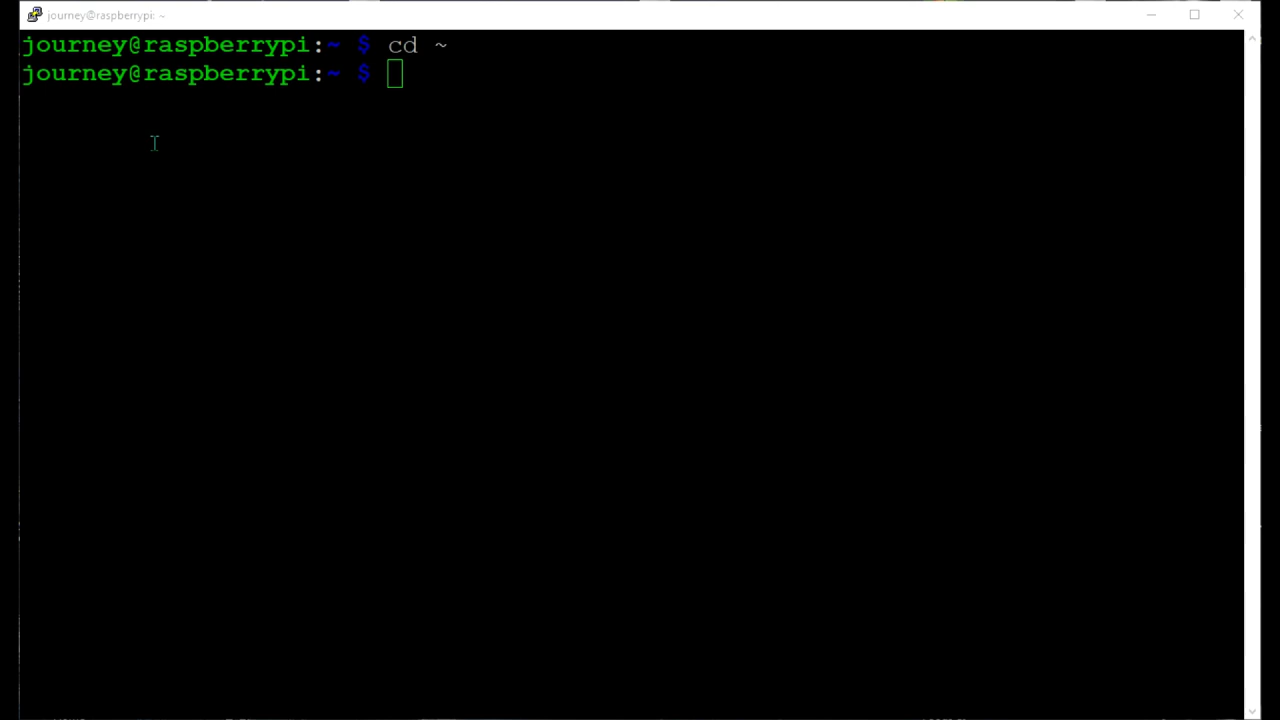 journey@raspberrypi: ~
journey@raspberrypi:~ $ cd ~
journey@raspberrypi:~ $